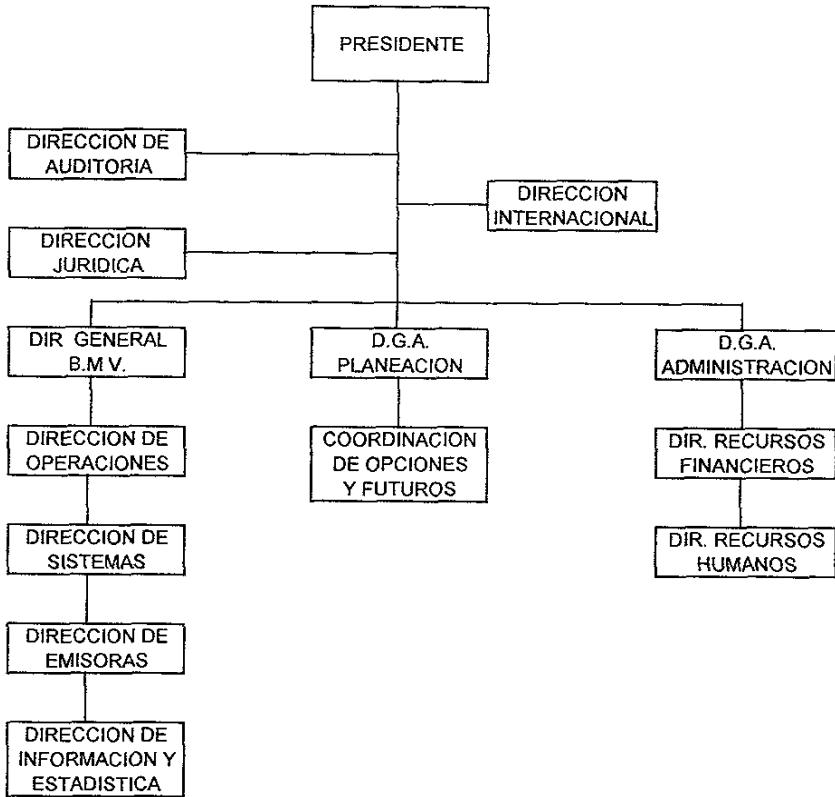 PRESIDENTE
DIRECCION DE
AUDITORIA
DIRECCION
INTERNACIONAL
DIRECCION
JURIDICA
DIR GENERAL
B.M V.
D.G.A.
PLANEACION
D.G.A.
ADMINISTRACION
DIRECCION DE
OPERACIONES
COORDINACION
DE OPCIONES
Y FUTUROS
DIR. RECURSOS
FINANCIEROS
DIRECCION DE
SISTEMAS
DIR. RECURSOS
HUMANOS
DIRECCION DE
EMISORAS
DIRECCION DE
INFORMACION Y
ESTADISTICA